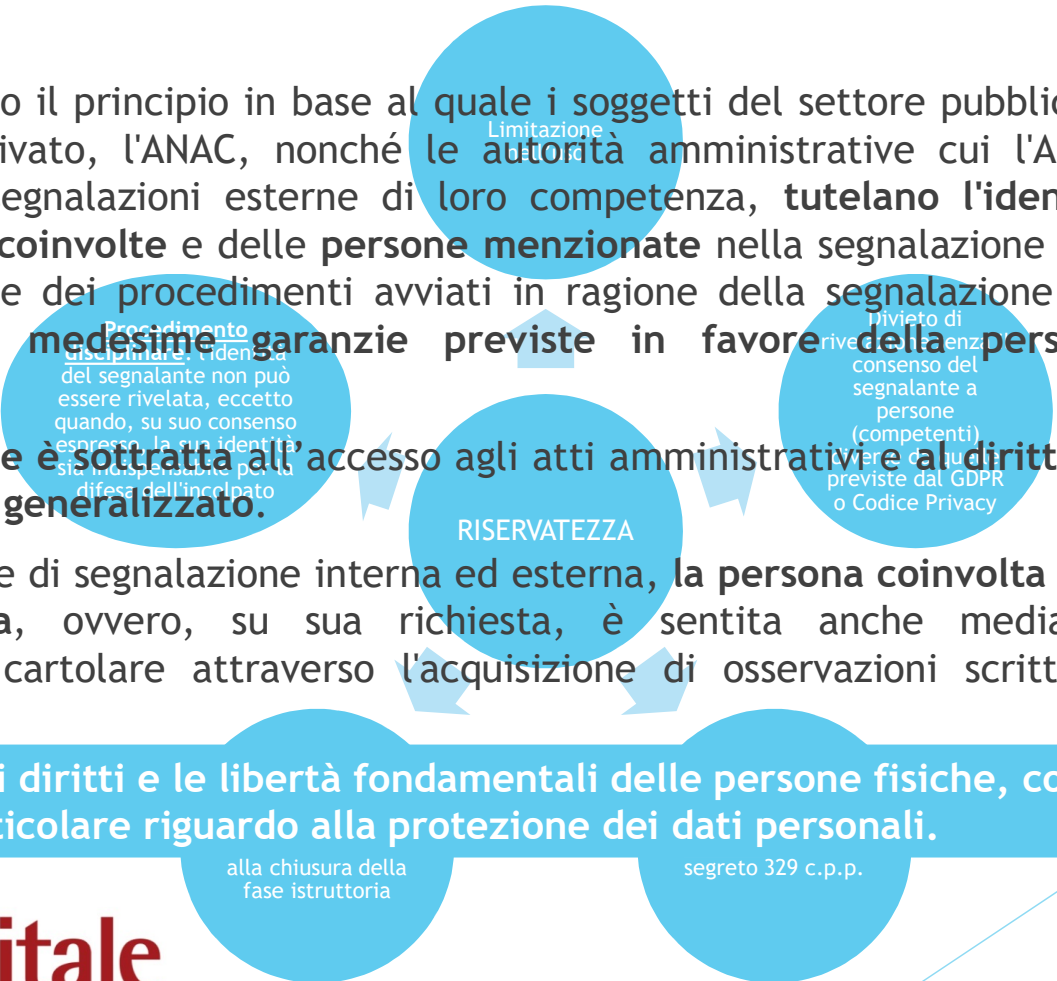 o il principio in base al quale i soggetti del settore pubblic
ivato, l'ANAC, nonché le autorità amministrative cui l'A
egnalazioni esterne di loro competenza, tutelano l'iden
coinvolte e delle persone menzionate nella segnalazione
e dei procedimenti avviati in ragione della segnalazione
medesime garanzie previste in favore della pers
e è sottratta all'accesso agli atti amministrativi e al diritt
generalizzato.
e di segnalazione interna ed esterna, la persona coinvolta
a, ovvero, su sua richiesta, è sentita anche media
cartolare attraverso l'acquisizione di osservazioni scritt
i diritti e le libertà fondamentali delle persone fisiche, co
ticolare riguardo alla protezione dei dati personali.
Limitazione
nell'uso
Procedimento
disciplinare: l'identità
del segnalante non può
essere rivelata, eccetto
quando, su suo consenso
espresso, la sua identità
sia indispensabile per la
difesa dell'incolpato
Divieto di
consenso del
segnalante a
persone
(competenti)
diverse da quelle
previste dal GDPR
o Codice Privacy
RISERVATEZZA
alla chiusura della
fase istruttoria
segreto 329 c.p.p.
itale